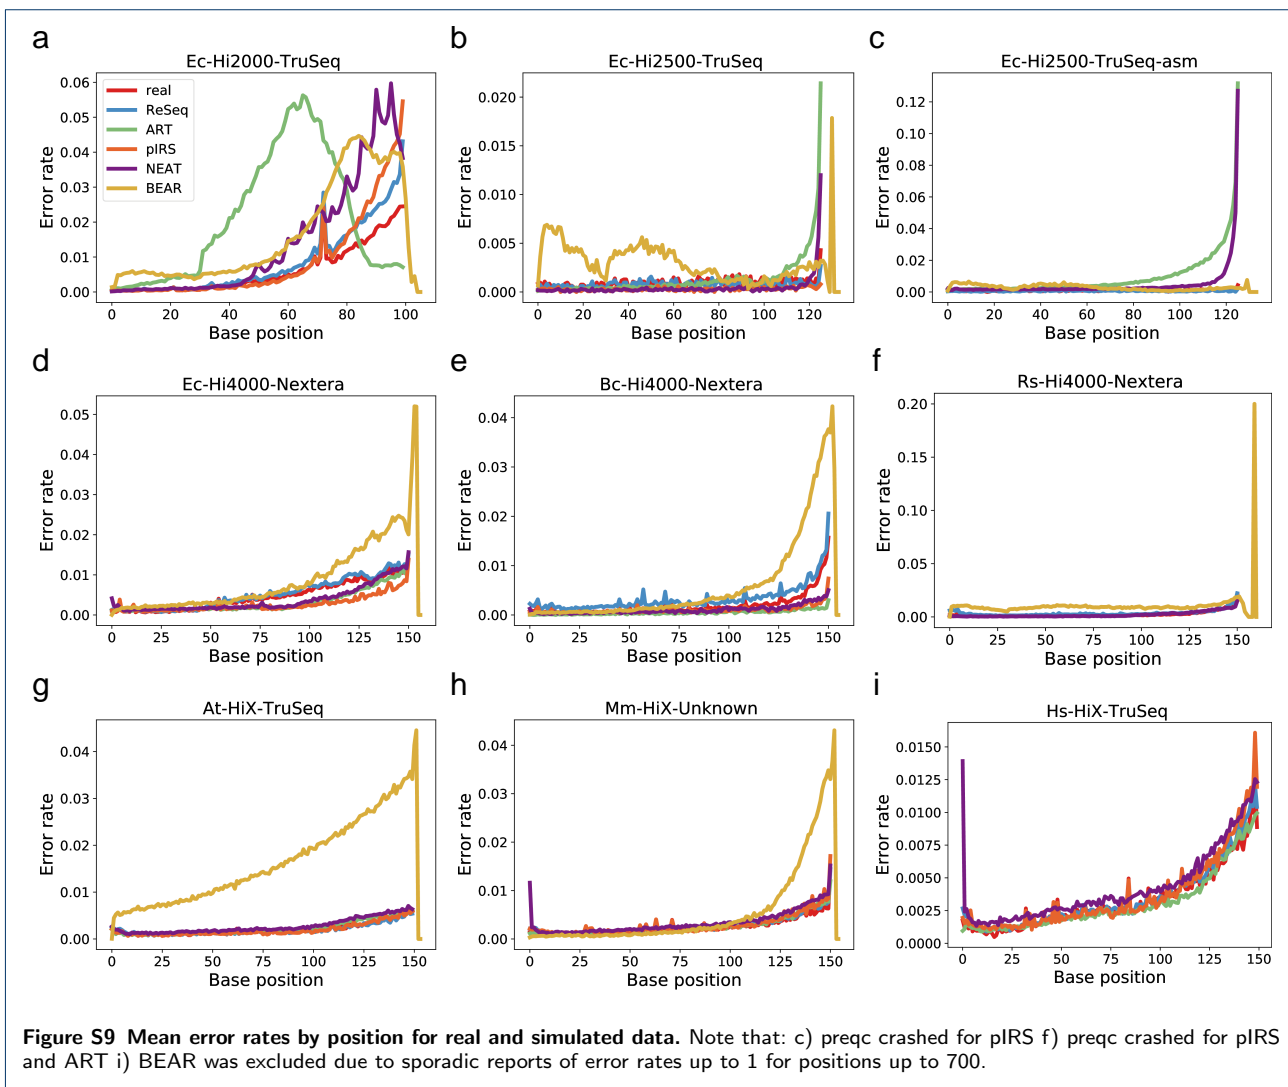 a
Ec-Hi2000-TruSeq
0.06
0.05
0.04
0.03
0.02
0.01
0.00
Error rate
real
ReSeq
ART
pIRS
NEAT
BEAR
0 20 40 60 80 100
Base position
b
Ec-Hi2500-TruSeq
0.020
0.015
0.010
0.005
0.000
Error rate
0 20 40 60 80 100 120
Base position
c
Ec-Hi2500-TruSeq-asm
0.12
0.10
0.08
0.06
0.04
0.02
0.00
Error rate
0 20 40 60 80 100 120
Base position
d
Ec-Hi4000-Nextera
0.05
0.04
0.03
0.02
0.01
0.00
Error rate
0 25 50 75 100 125 150
Base position
e
Bc-Hi4000-Nextera
0.04
0.03
0.02
0.01
0.00
Error rate
0 25 50 75 100 125 150
Base position
f
Rs-Hi4000-Nextera
0.20
0.15
0.10
0.05
0.00
Error rate
0 25 50 75 100 125 150
Base position
g
At-HiX-TruSeq
0.04
0.03
0.02
0.01
0.00
Error rate
0 25 50 75 100 125 150
Base position
h
Mm-HiX-Unknown
0.04
0.03
0.02
0.01
0.00
Error rate
0 25 50 75 100 125 150
Base position
i
Hs-HiX-TruSeq
0.0150
0.0125
0.0100
0.0075
0.0050
0.0025
0.0000
Error rate
0 25 50 75 100 125 150
Base position
Figure S9 Mean error rates by position for real and simulated data. Note that: c) preqc crashed for pIRS f) preqc crashed for pIRS
and ART i) BEAR was excluded due to sporadic reports of error rates up to 1 for positions up to 700.